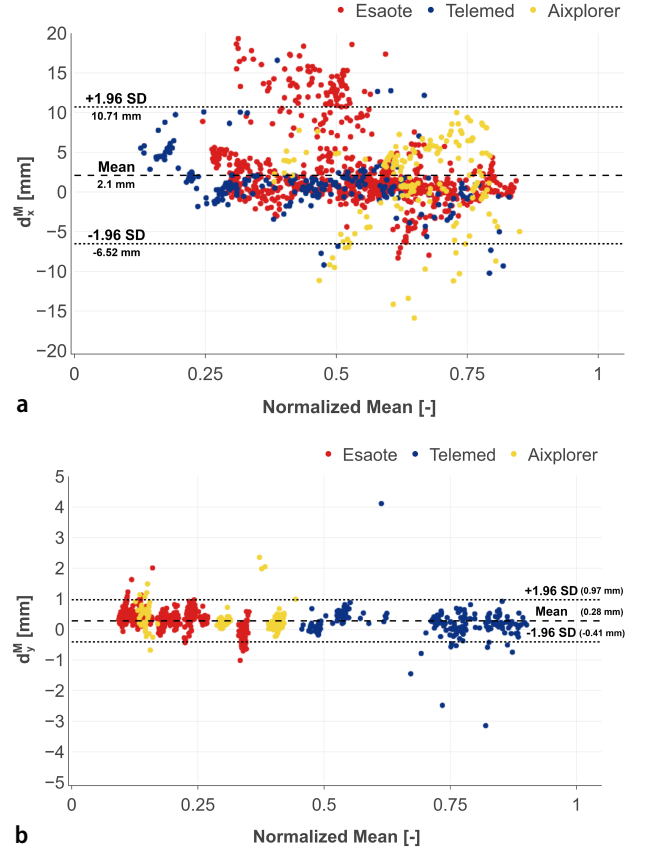 Esaote Telemed Aixplorer
20
15
+1.96 SD
10
10.71 mm
5
Mean
2.1 mm
0
-1.96 SD
−5
-6.52 mm
−10
−15
−20
d_x^M [mm]
0 0.25 0.5 0.75 1
Normalized Mean [-]
a
Esaote Telemed Aixplorer
5
4
3
2
+1.96 SD (0.97 mm)
1
Mean (0.28 mm)
0
-1.96 SD (-0.41 mm)
−1
−2
−3
−4
−5
d_y^M [mm]
0 0.25 0.5 0.75 1
Normalized Mean [-]
b